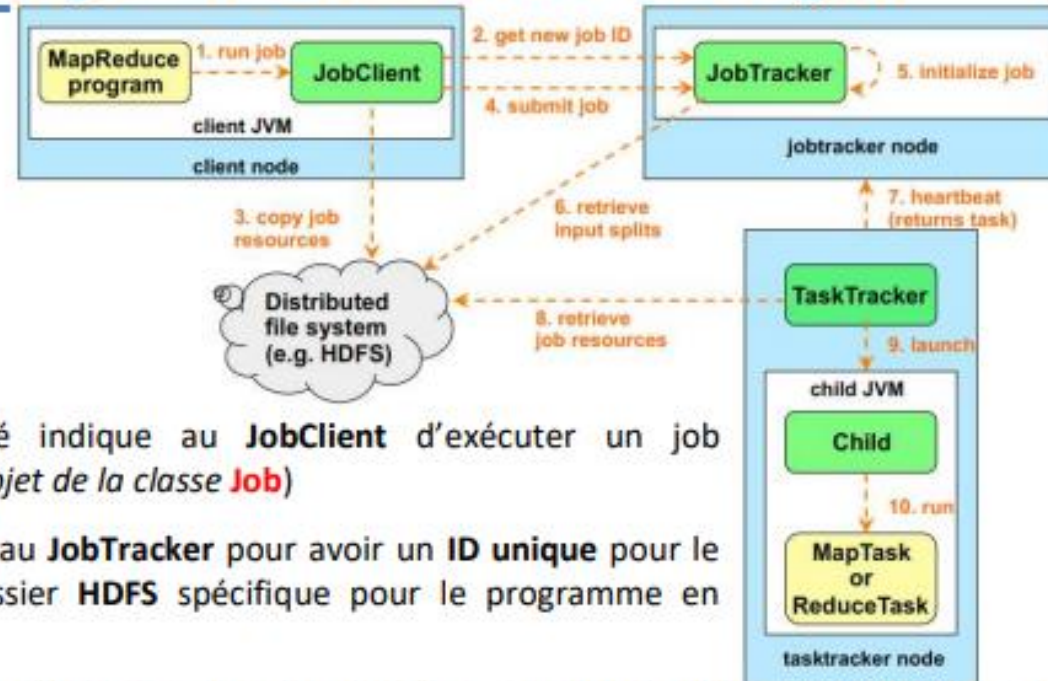 MapReduce
program
1. run job
JobClient
client JVM
client node
2. get new job ID
4. submit job
JobTracker
5. initialize job
jobtracker node
3. copy job
resources
6. retrieve
input splits
7. heartbeat
(returns task)
Distributed
file system
(e.g. HDFS)
8. retrieve
job resources
TaskTracker
9. launch
child JVM
Child
10. run
MapTask
or
ReduceTask
tasktracker node
indique au JobClient d'exécuter un job
de la classe Job)
au JobTracker pour avoir un ID unique pour le
HDFS spécifique pour le programme en